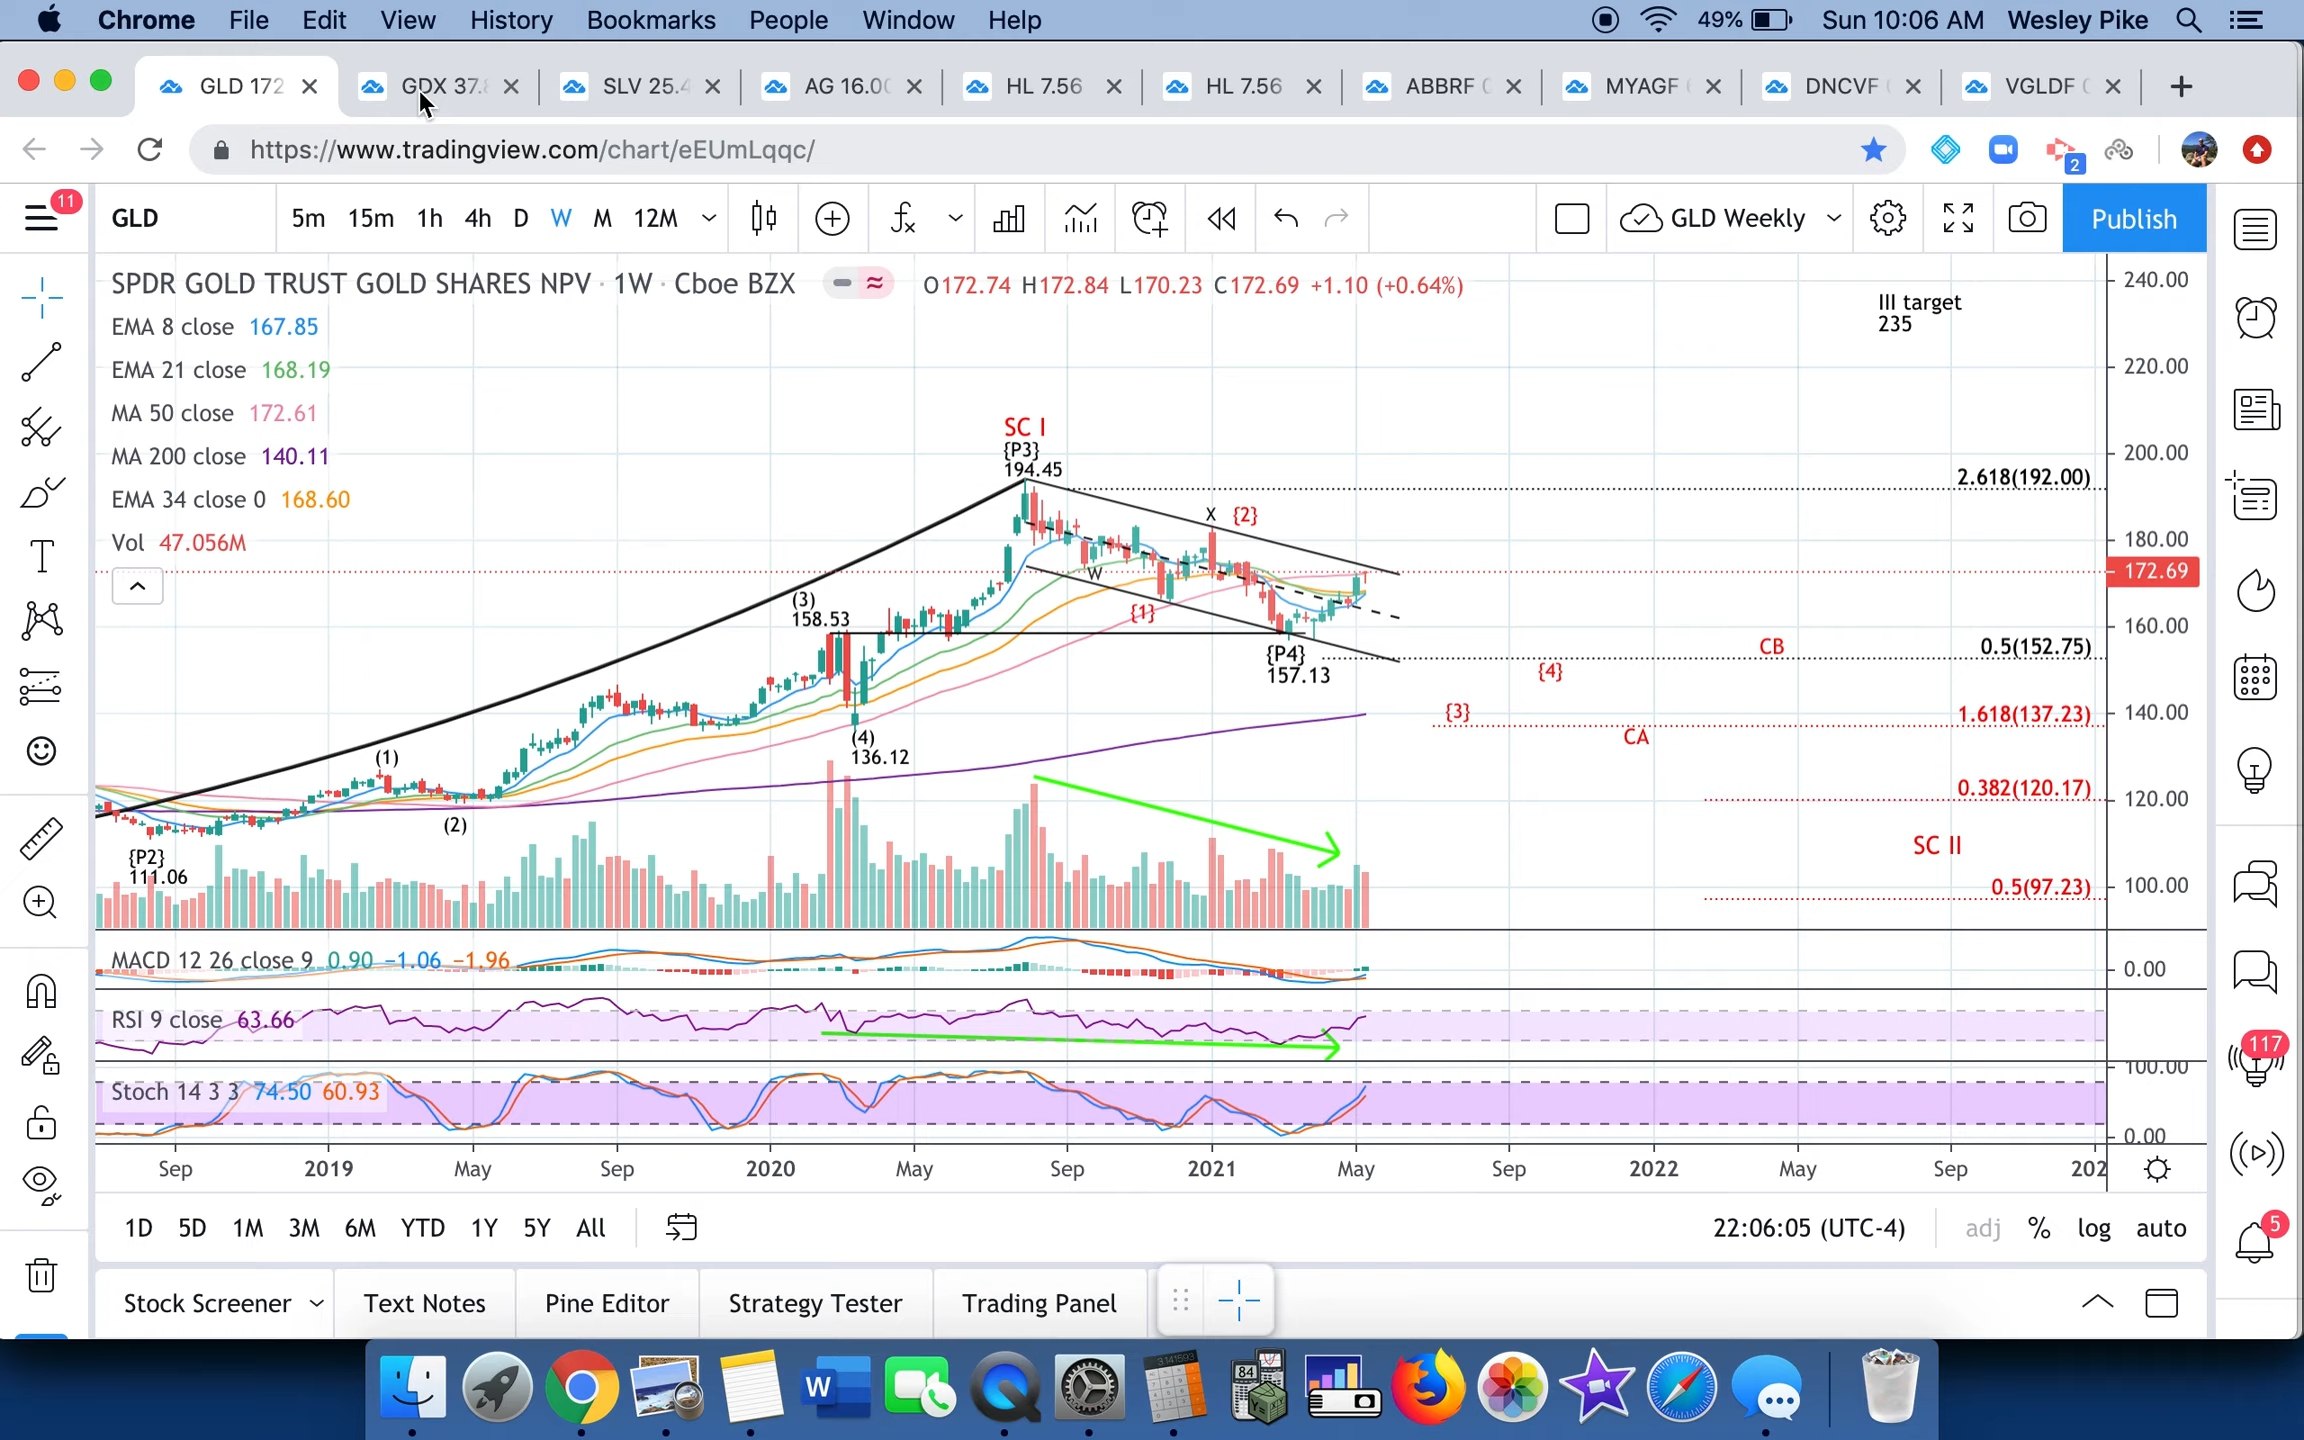 Chrome File Edit View History Bookmarks People Window Help 49% Sun 10:06 AM Wesley Pike
GLD 172 GDX 37.8 SLV 25.4 AG 16.00 HL 7.56 HL 7.56 ABBRF MYAGF DNCVF VGLDF
https://www.tradingview.com/chart/eEUmLqqc/
2
11
GLD 5m 15m 1h 4h D W M 12M GLD Weekly Publish
SPDR GOLD TRUST GOLD SHARES NPV · 1W · Cboe BZX O172.74 H172.84 L170.23 C172.69 +1.10 (+0.64%)
EMA 8 close 167.85
EMA 21 close 168.19
MA 50 close 172.61
MA 200 close 140.11
EMA 34 close 0 168.60
Vol 47.056M
III target
235
SC I
{P3}
194.45
2.618(192.00)
X {2}
W
(3)
158.53
{1}
{P4}
157.13
CB
0.5(152.75)
{4}
{3}
1.618(137.23)
CA
(4)
136.12
(1)
(2)
0.382(120.17)
SC II
{P2}
111.06
0.5(97.23)
240.00
220.00
200.00
180.00
172.69
160.00
140.00
120.00
100.00
MACD 12 26 close 9 0.90 −1.06 −1.96
0.00
RSI 9 close 63.66
117
100.00
Stoch 14 3 3 74.50 60.93
0.00
Sep 2019 May Sep 2020 May Sep 2021 May Sep 2022 May Sep 202
1D 5D 1M 3M 6M YTD 1Y 5Y All 22:06:05 (UTC-4) adj % log auto
5
Stock Screener Text Notes Pine Editor Strategy Tester Trading Panel
W
3.141593
84